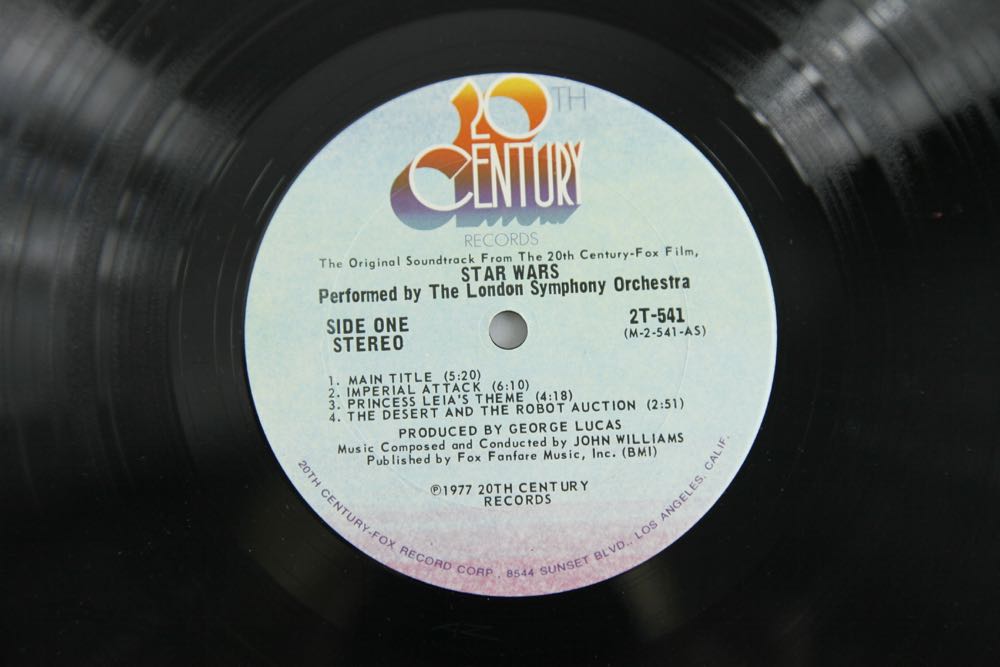 20TH
CENTURY
RECORDS
The Original Soundtrack From The 20th Century-Fox Film,
STAR WARS
Performed by The London Symphony Orchestra
SIDE ONE
STEREO
2T-541
(M-2-541-AS)
1. MAIN TITLE (5:20)
2. IMPERIAL ATTACK (6:10)
3. PRINCESS LEIA'S THEME (4:18)
4. THE DESERT AND THE ROBOT AUCTION (2:51)
PRODUCED BY GEORGE LUCAS
Music Composed and Conducted by JOHN WILLIAMS
Published by Fox Fanfare Music, Inc. (BMI)
℗1977 20TH CENTURY
RECORDS
20TH CENTURY-FOX RECORD CORP., 8544 SUNSET BLVD., LOS ANGELES, CALIF.